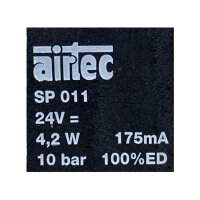 airtec
SP 011
24V =
4,2 W 175mA
10 bar 100%ED